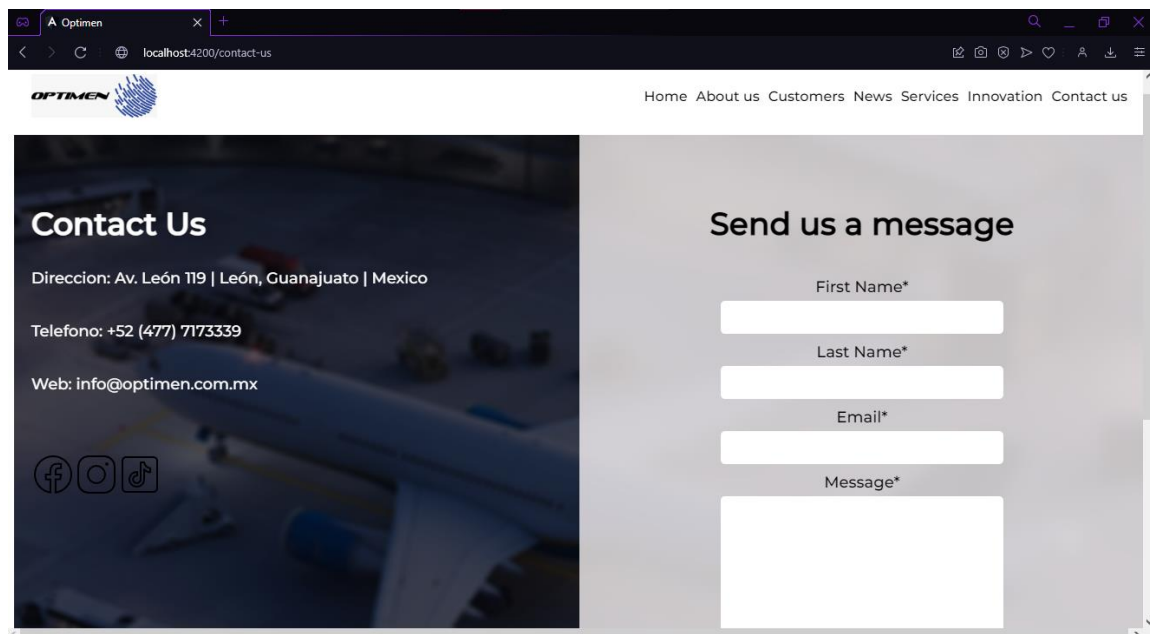 A Optimen
localhost:4200/contact-us
OPTIMEN
Home About us Customers News Services Innovation Contact us
Contact Us
Direccion: Av. León 119 | León, Guanajuato | Mexico
Telefono: +52 (477) 7173339
Web: info@optimen.com.mx
Send us a message
First Name*
Last Name*
Email*
Message*